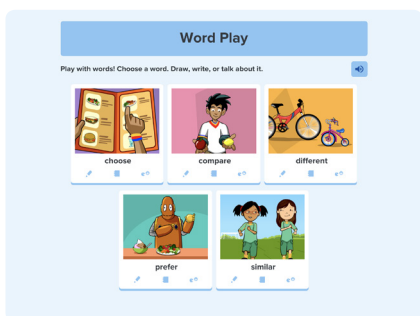 Word Play
Play with words! Choose a word. Draw, write, or talk about it.
choose
compare
different
prefer
similar